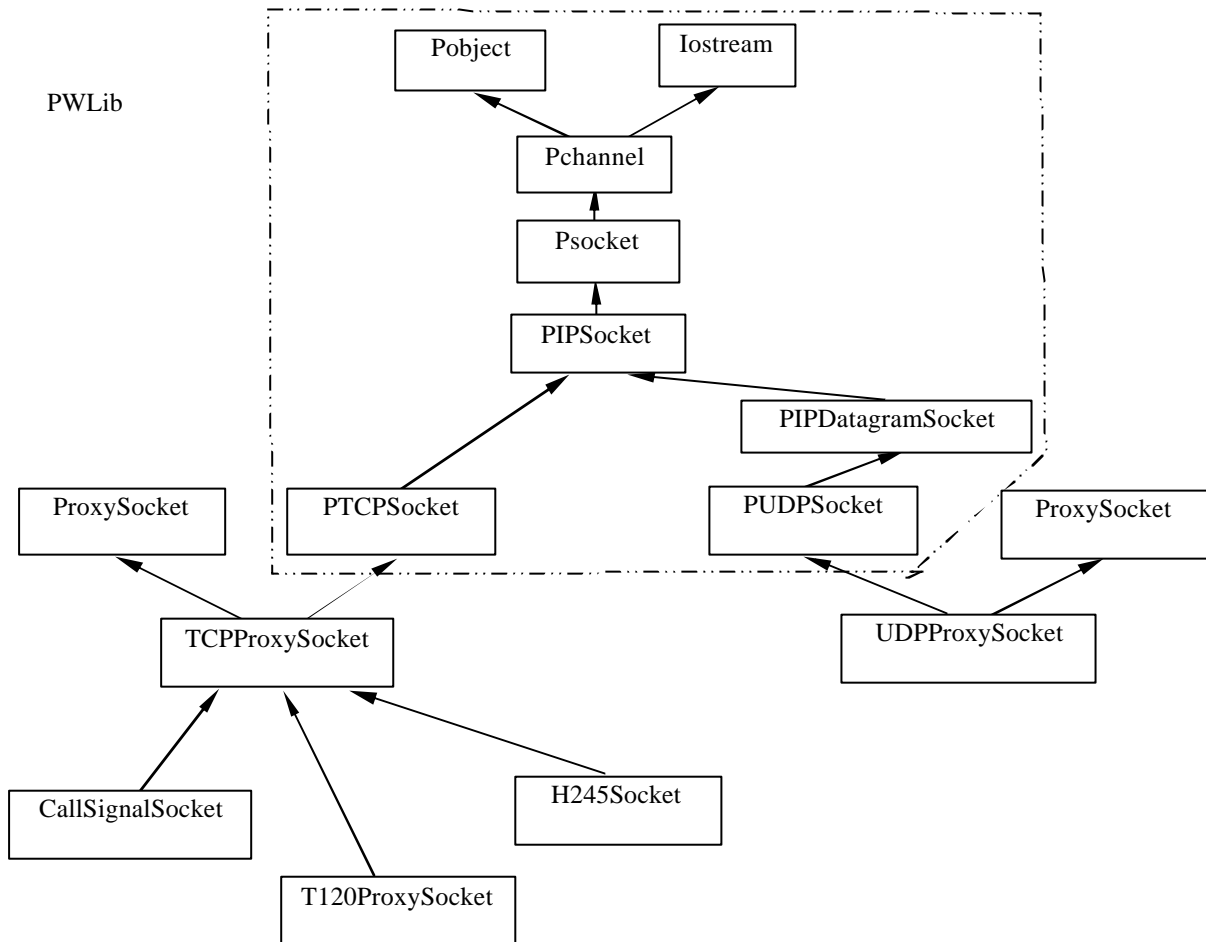 Pobject
Iostream
PWLib
Pchannel
Psocket
PIPSocket
PIPDatagramSocket
ProxySocket
PTCPSocket
PUDPSocket
ProxySocket
TCPProxySocket
UDPProxySocket
CallSignalSocket
H245Socket
T120ProxySocket